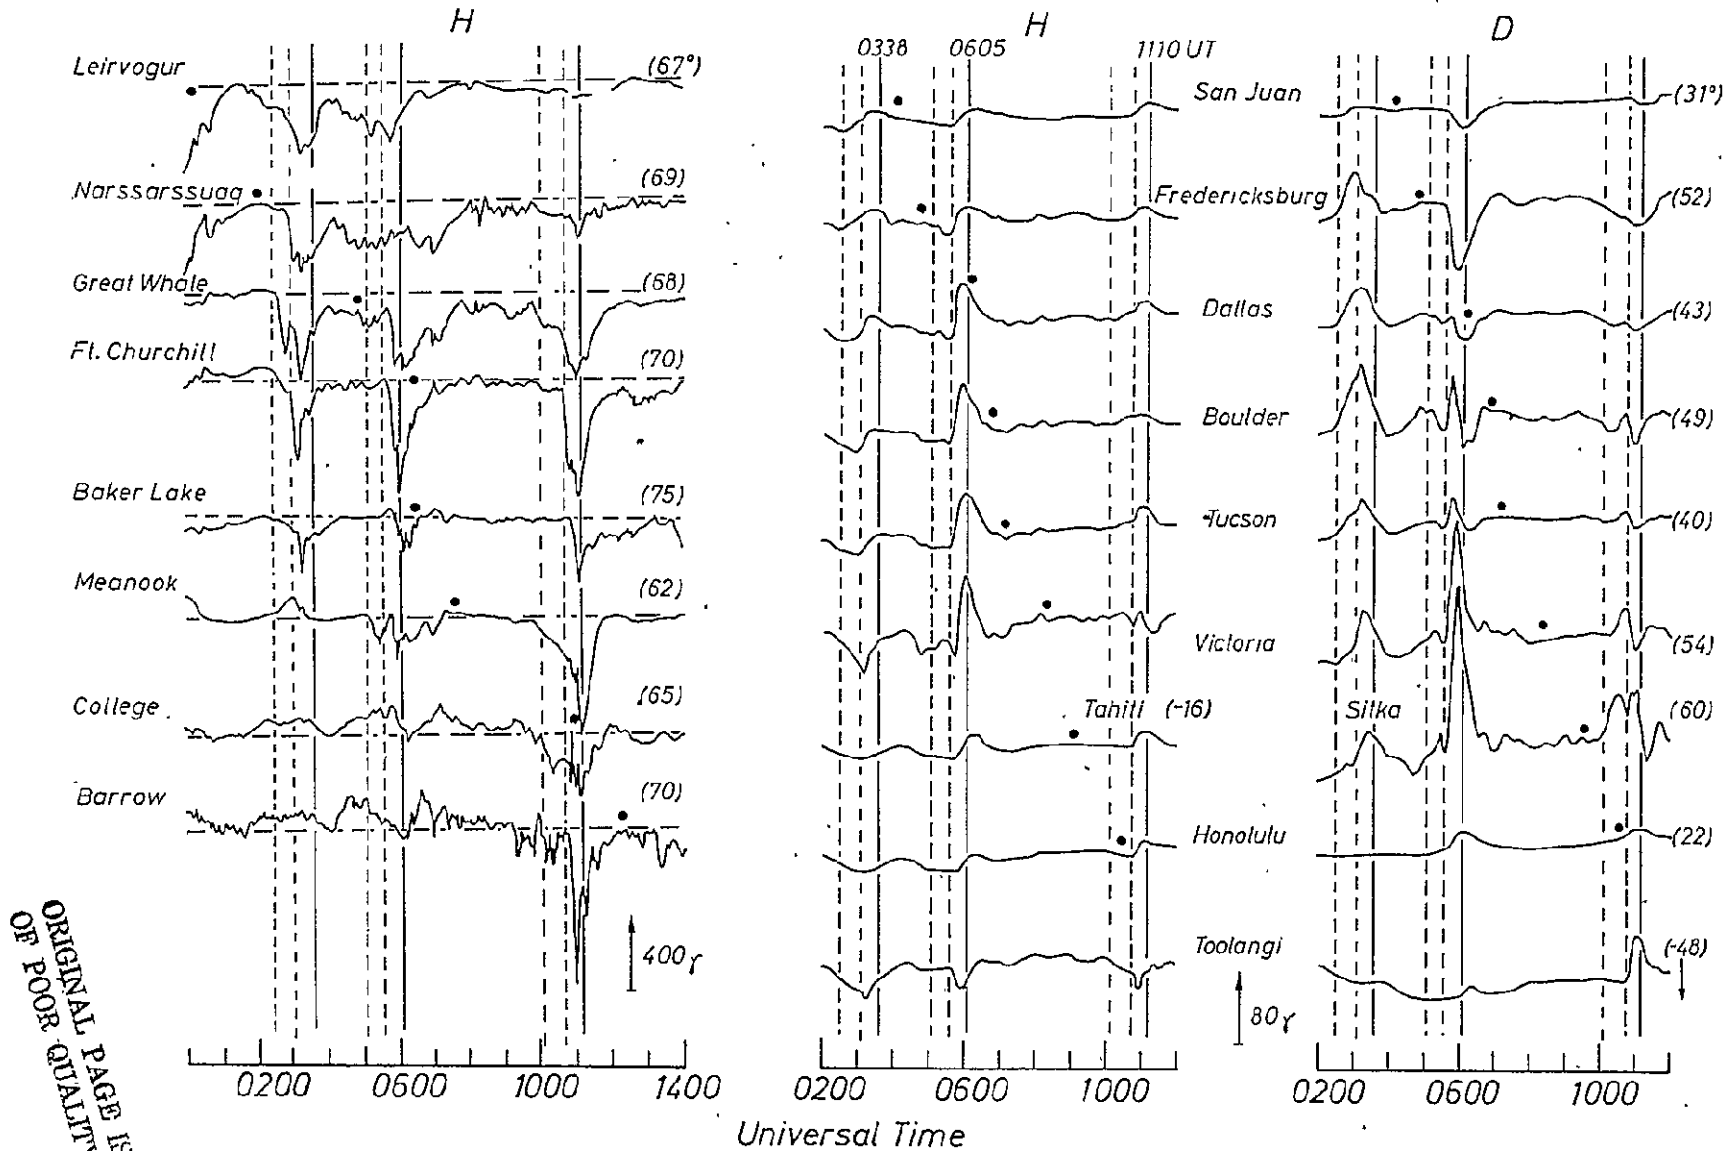 H
Leirvogur (67°)
Narssarssuaq (69)
Great Whale (68)
Ft. Churchill (70)
Baker Lake (75)
Meanook (62)
College (65)
Barrow (70)
400 γ
0200 0600 1000 1400
H
0338 0605 1110 UT
San Juan
Fredericksburg
Dallas
Boulder
Tucson
Victoria
Tahiti (-16)
Honolulu
Toolangi
80 γ
0200 0600 1000
D
(31°)
(52)
(43)
(49)
(40)
(54)
Sitka (60)
(22)
(-48)
0200 0600 1000
Universal Time
ORIGINAL PAGE IS
OF POOR QUALITY